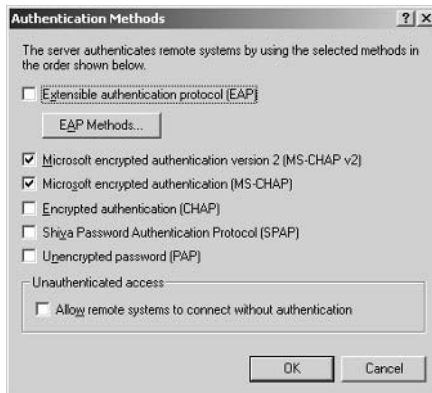 Authentication Methods
The server authenticates remote systems by using the selected methods in
the order shown below.
Extensible authentication protocol (EAP)
EAP Methods...
Microsoft encrypted authentication version 2 (MS-CHAP v2)
Microsoft encrypted authentication (MS-CHAP)
Encrypted authentication (CHAP)
Shiva Password Authentication Protocol (SPAP)
Unencrypted password (PAP)
Unauthenticated access
Allow remote systems to connect without authentication
OK Cancel